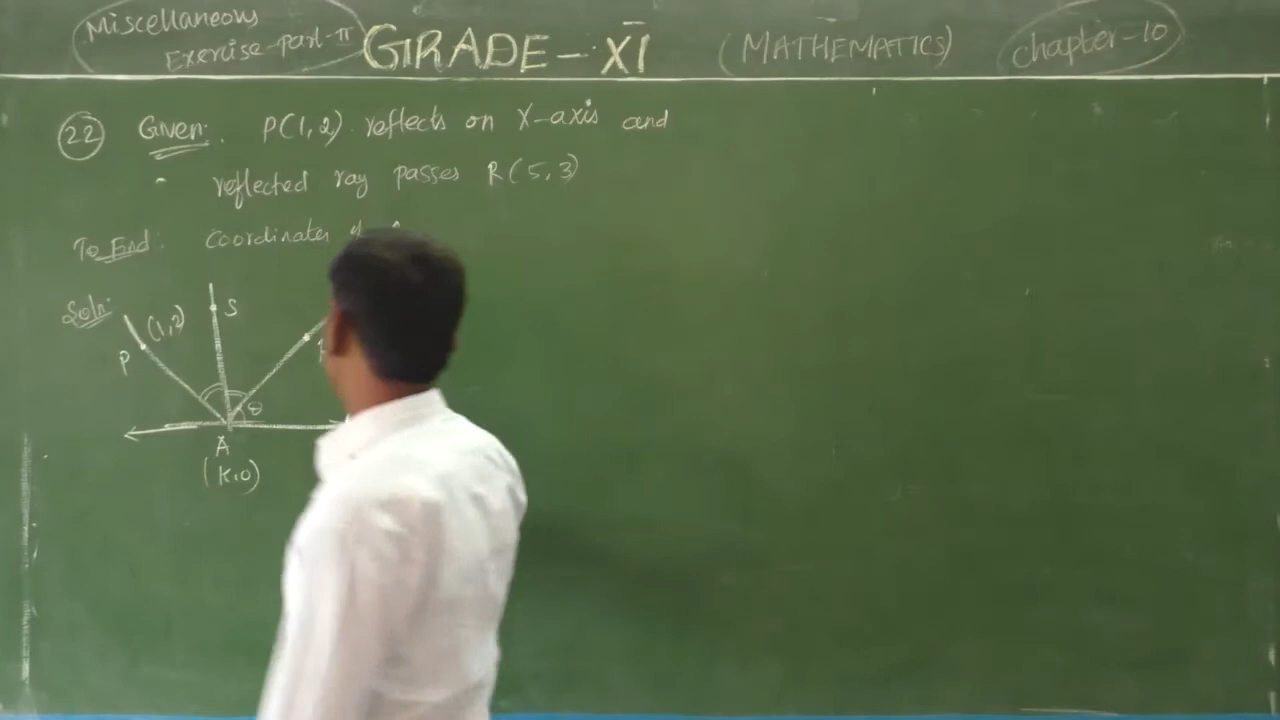 Miscellaneous
Exercise-part-II
GRADE - XI (MATHEMATICS) Chapter-10
22 Given: P(1,2) reflects on X-axis and
reflected ray passes R(5,3)
To Find: Coordinates
Soln:
(1,2)
S
P
θ
A
(K,0)